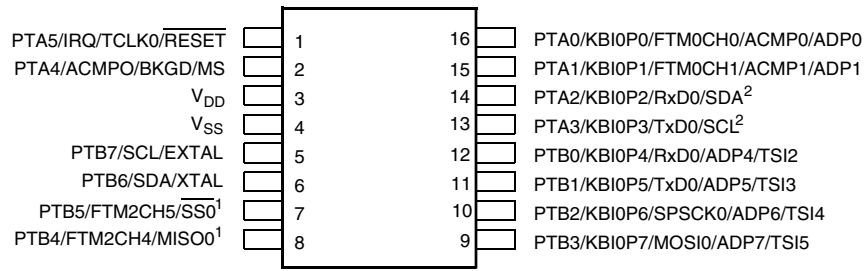 PTA5/IRQ/TCLK0/RESET 1 16 PTA0/KBI0P0/FTM0CH0/ACMP0/ADP0
PTA4/ACMPO/BKGD/MS 2 15 PTA1/KBI0P1/FTM0CH1/ACMP1/ADP1
VDD 3 14 PTA2/KBI0P2/RxD0/SDA2
VSS 4 13 PTA3/KBI0P3/TxD0/SCL2
PTB7/SCL/EXTAL 5 12 PTB0/KBI0P4/RxD0/ADP4/TSI2
PTB6/SDA/XTAL 6 11 PTB1/KBI0P5/TxD0/ADP5/TSI3
PTB5/FTM2CH5/SS01 7 10 PTB2/KBI0P6/SPSCK0/ADP6/TSI4
PTB4/FTM2CH4/MISO01 8 9 PTB3/KBI0P7/MOSI0/ADP7/TSI5